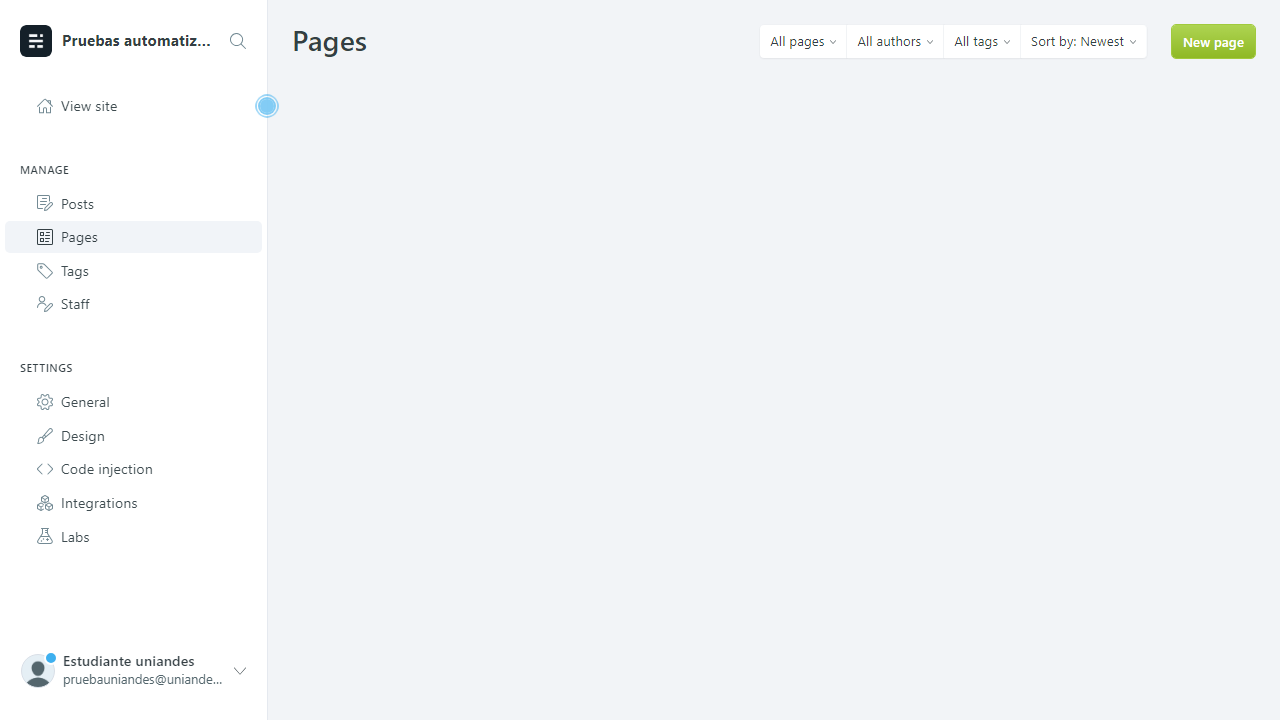 Pruebas automatiz...
View site
MANAGE
Posts
Pages
Tags
Staff
SETTINGS
General
Design
Code injection
Integrations
Labs
Estudiante uniandes
pruebauniandes@uniande...
Pages
All pages
All authors
All tags
Sort by: Newest
New page